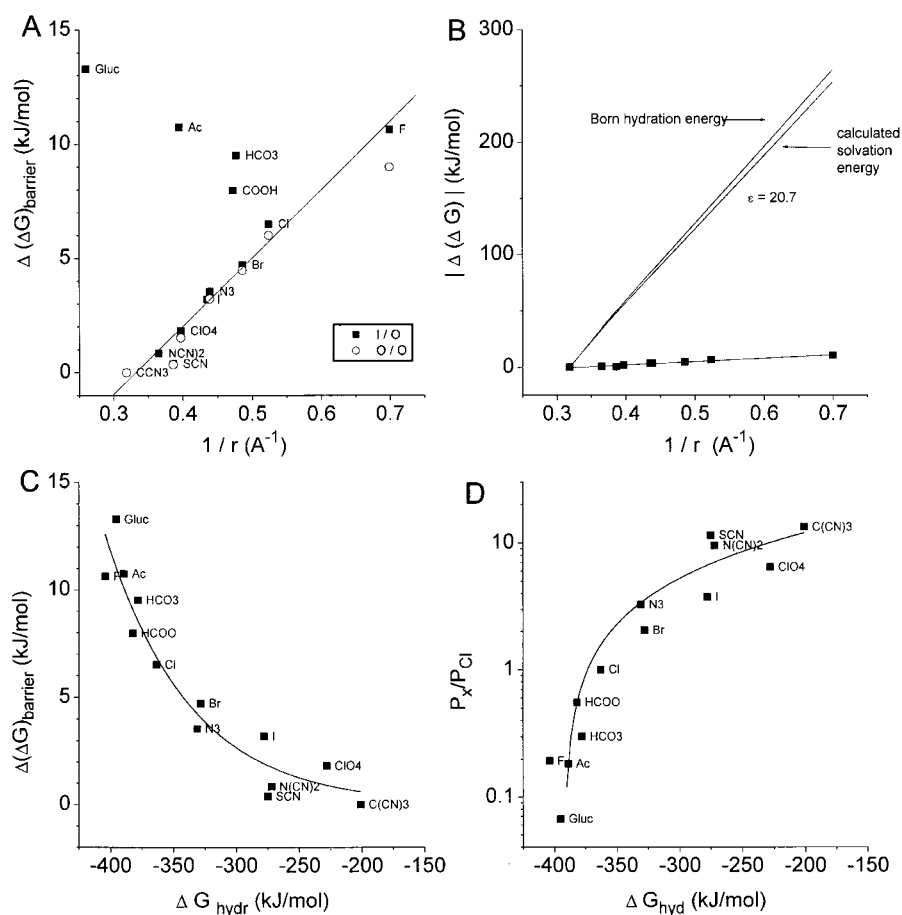 A
Δ (ΔG)barrier (kJ/mol)
15
10
5
0
Gluc
Ac
HCO3
COOH
F
Cl
Br
N3
I
ClO4
NCN)2
SCN
CCN3
I / O
O / O
0.3 0.4 0.5 0.6 0.7
1 / r (A-1)
B
| Δ (Δ G) | (kJ/mol)
300
200
100
0
Born hydration energy
calculated
solvation
energy
ε = 20.7
0.3 0.4 0.5 0.6 0.7
1 / r (A-1)
C
Δ(ΔG)barrier (kJ/mol)
15
10
5
0
Gluc
F
Ac
HCO3
HCOO
Cl
Br
N3
I
ClO4
N(CN)2
SCN
C(CN)3
-400 -350 -300 -250 -200 -150
Δ G hydr (kJ/mol)
D
Px/PCl
10
1
0.1
C(CN)3
SCN
N(CN)2
ClO4
I
N3
Br
Cl
HCOO
HCO3
F
Ac
Gluc
-400 -350 -300 -250 -200 -150
Δ Ghyd (kJ/mol)